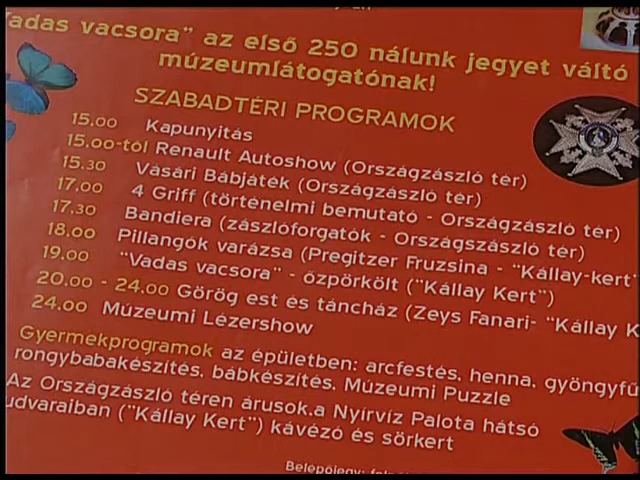 "Vadas vacsora" az első 250 nálunk jegyet váltó
múzeumlátogatónak!
SZABADTÉRI PROGRAMOK
15.00 Kapunyitás
15.00-tól Renault Autoshow (Országzászló tér)
15.30 Vásári Bábjáték (Országzászló tér)
17.00 4 Griff (történelmi bemutató - Országzászló tér)
17.30 Bandiera (zászlóforgatók - Országszászló tér)
18.00 Pillangók varázsa (Pregitzer Fruzsina - "Kállay-kert"
19.00 "Vadas vacsora" - őzpörkölt ("Kállay Kert")
20.00 - 24.00 Görög est és táncház (Zeys Fanari- "Kállay K
24.00 Múzeumi Lézershow
Gyermekprogramok az épületben: arcfestés, henna, gyöngyfű
rongybabakészítés, bábkészítés, Múzeumi Puzzle
Az Országzászló téren árusok,a Nyírvíz Palota hátsó
udvaraiban ("Kállay Kert") kávézó és sörkert
Belépőjegy: